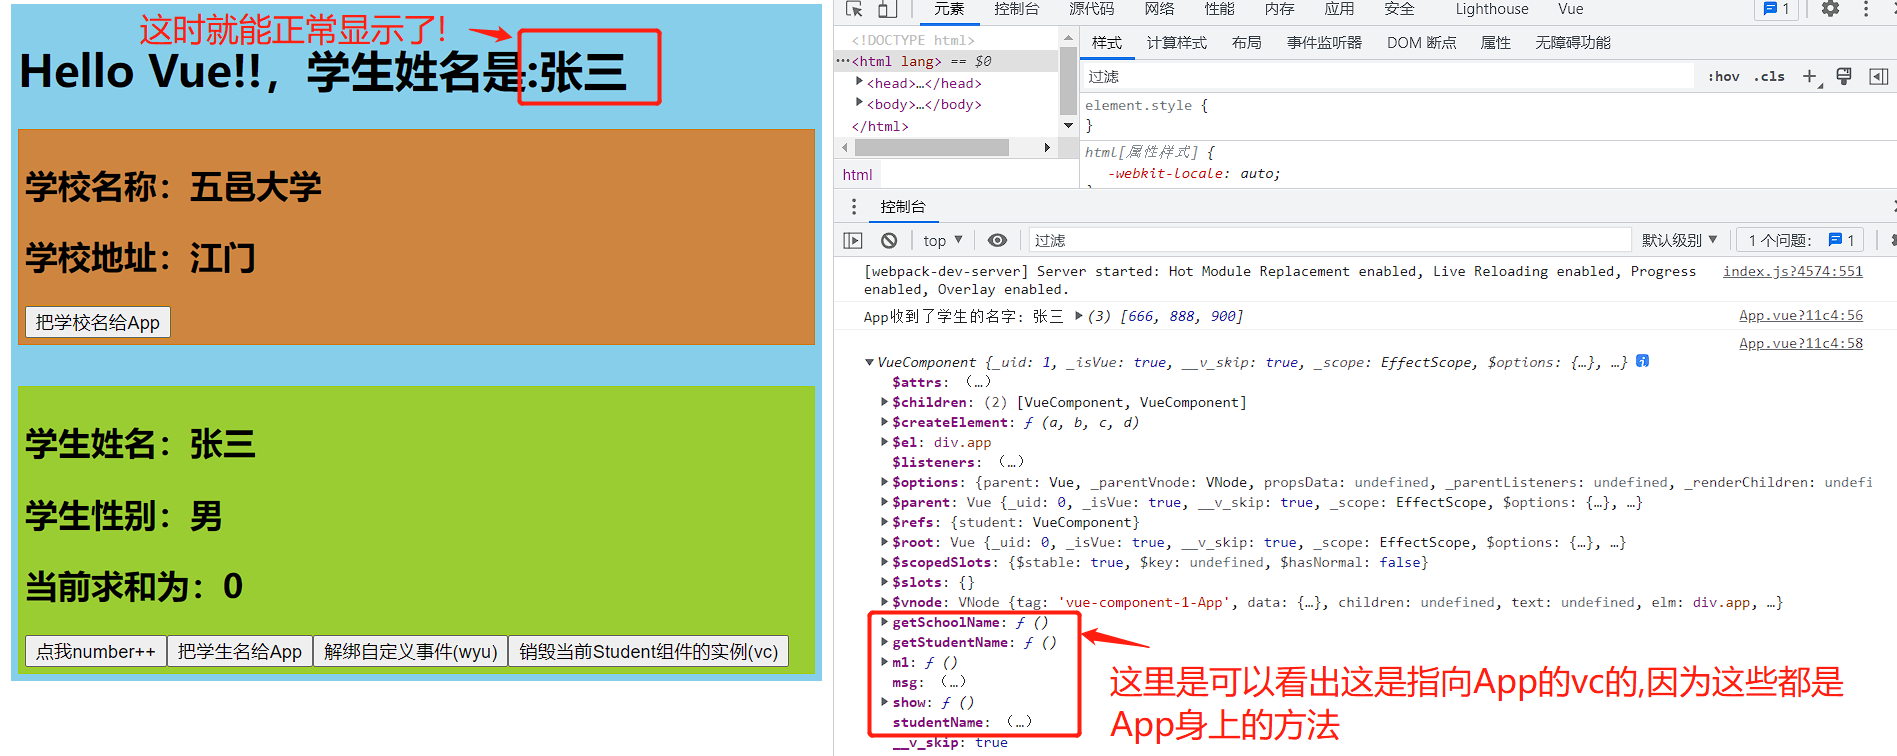 这时就能正常显示了!
Hello Vue!!，学生姓名是:张三
学校名称：五邑大学
学校地址：江门
把学校名给App
学生姓名：张三
学生性别：男
当前求和为：0
点我number++
把学生名给App
解绑自定义事件(wyu)
销毁当前Student组件的实例(vc)
元素 控制台 源代码 网络 性能 内存 应用 安全 Lighthouse Vue 1
<!DOCTYPE html>
<html lang> == $0
<head>…</head>
<body>…</body>
</html>
html
样式 计算样式 布局 事件监听器 DOM 断点 属性 无障碍功能
过滤 :hov .cls
element.style {
}
html[属性样式] {
-webkit-locale: auto;
控制台
top 过滤 默认级别 1 个问题: 1
[webpack-dev-server] Server started: Hot Module Replacement enabled, Live Reloading enabled, Progress index.js?4574:551
enabled, Overlay enabled.
App收到了学生的名字: 张三 (3) [666, 888, 900] App.vue?11c4:56
App.vue?11c4:58
VueComponent {_uid: 1, _isVue: true, __v_skip: true, _scope: EffectScope, $options: {…}, …}
$attrs: (…)
$children: (2) [VueComponent, VueComponent]
$createElement: ƒ (a, b, c, d)
$el: div.app
$listeners: (…)
$options: {parent: Vue, _parentVnode: VNode, propsData: undefined, _parentListeners: undefined, _renderChildren: undefi
$parent: Vue {_uid: 0, _isVue: true, __v_skip: true, _scope: EffectScope, $options: {…}, …}
$refs: {student: VueComponent}
$root: Vue {_uid: 0, _isVue: true, __v_skip: true, _scope: EffectScope, $options: {…}, …}
$scopedSlots: {$stable: true, $key: undefined, $hasNormal: false}
$slots: {}
$vnode: VNode {tag: 'vue-component-1-App', data: {…}, children: undefined, text: undefined, elm: div.app, …}
getSchoolName: ƒ ()
getStudentName: ƒ ()
m1: ƒ ()
msg: (…)
show: ƒ ()
studentName: (…)
__v_skip: true
这里是可以看出这是指向App的vc的,因为这些都是
App身上的方法